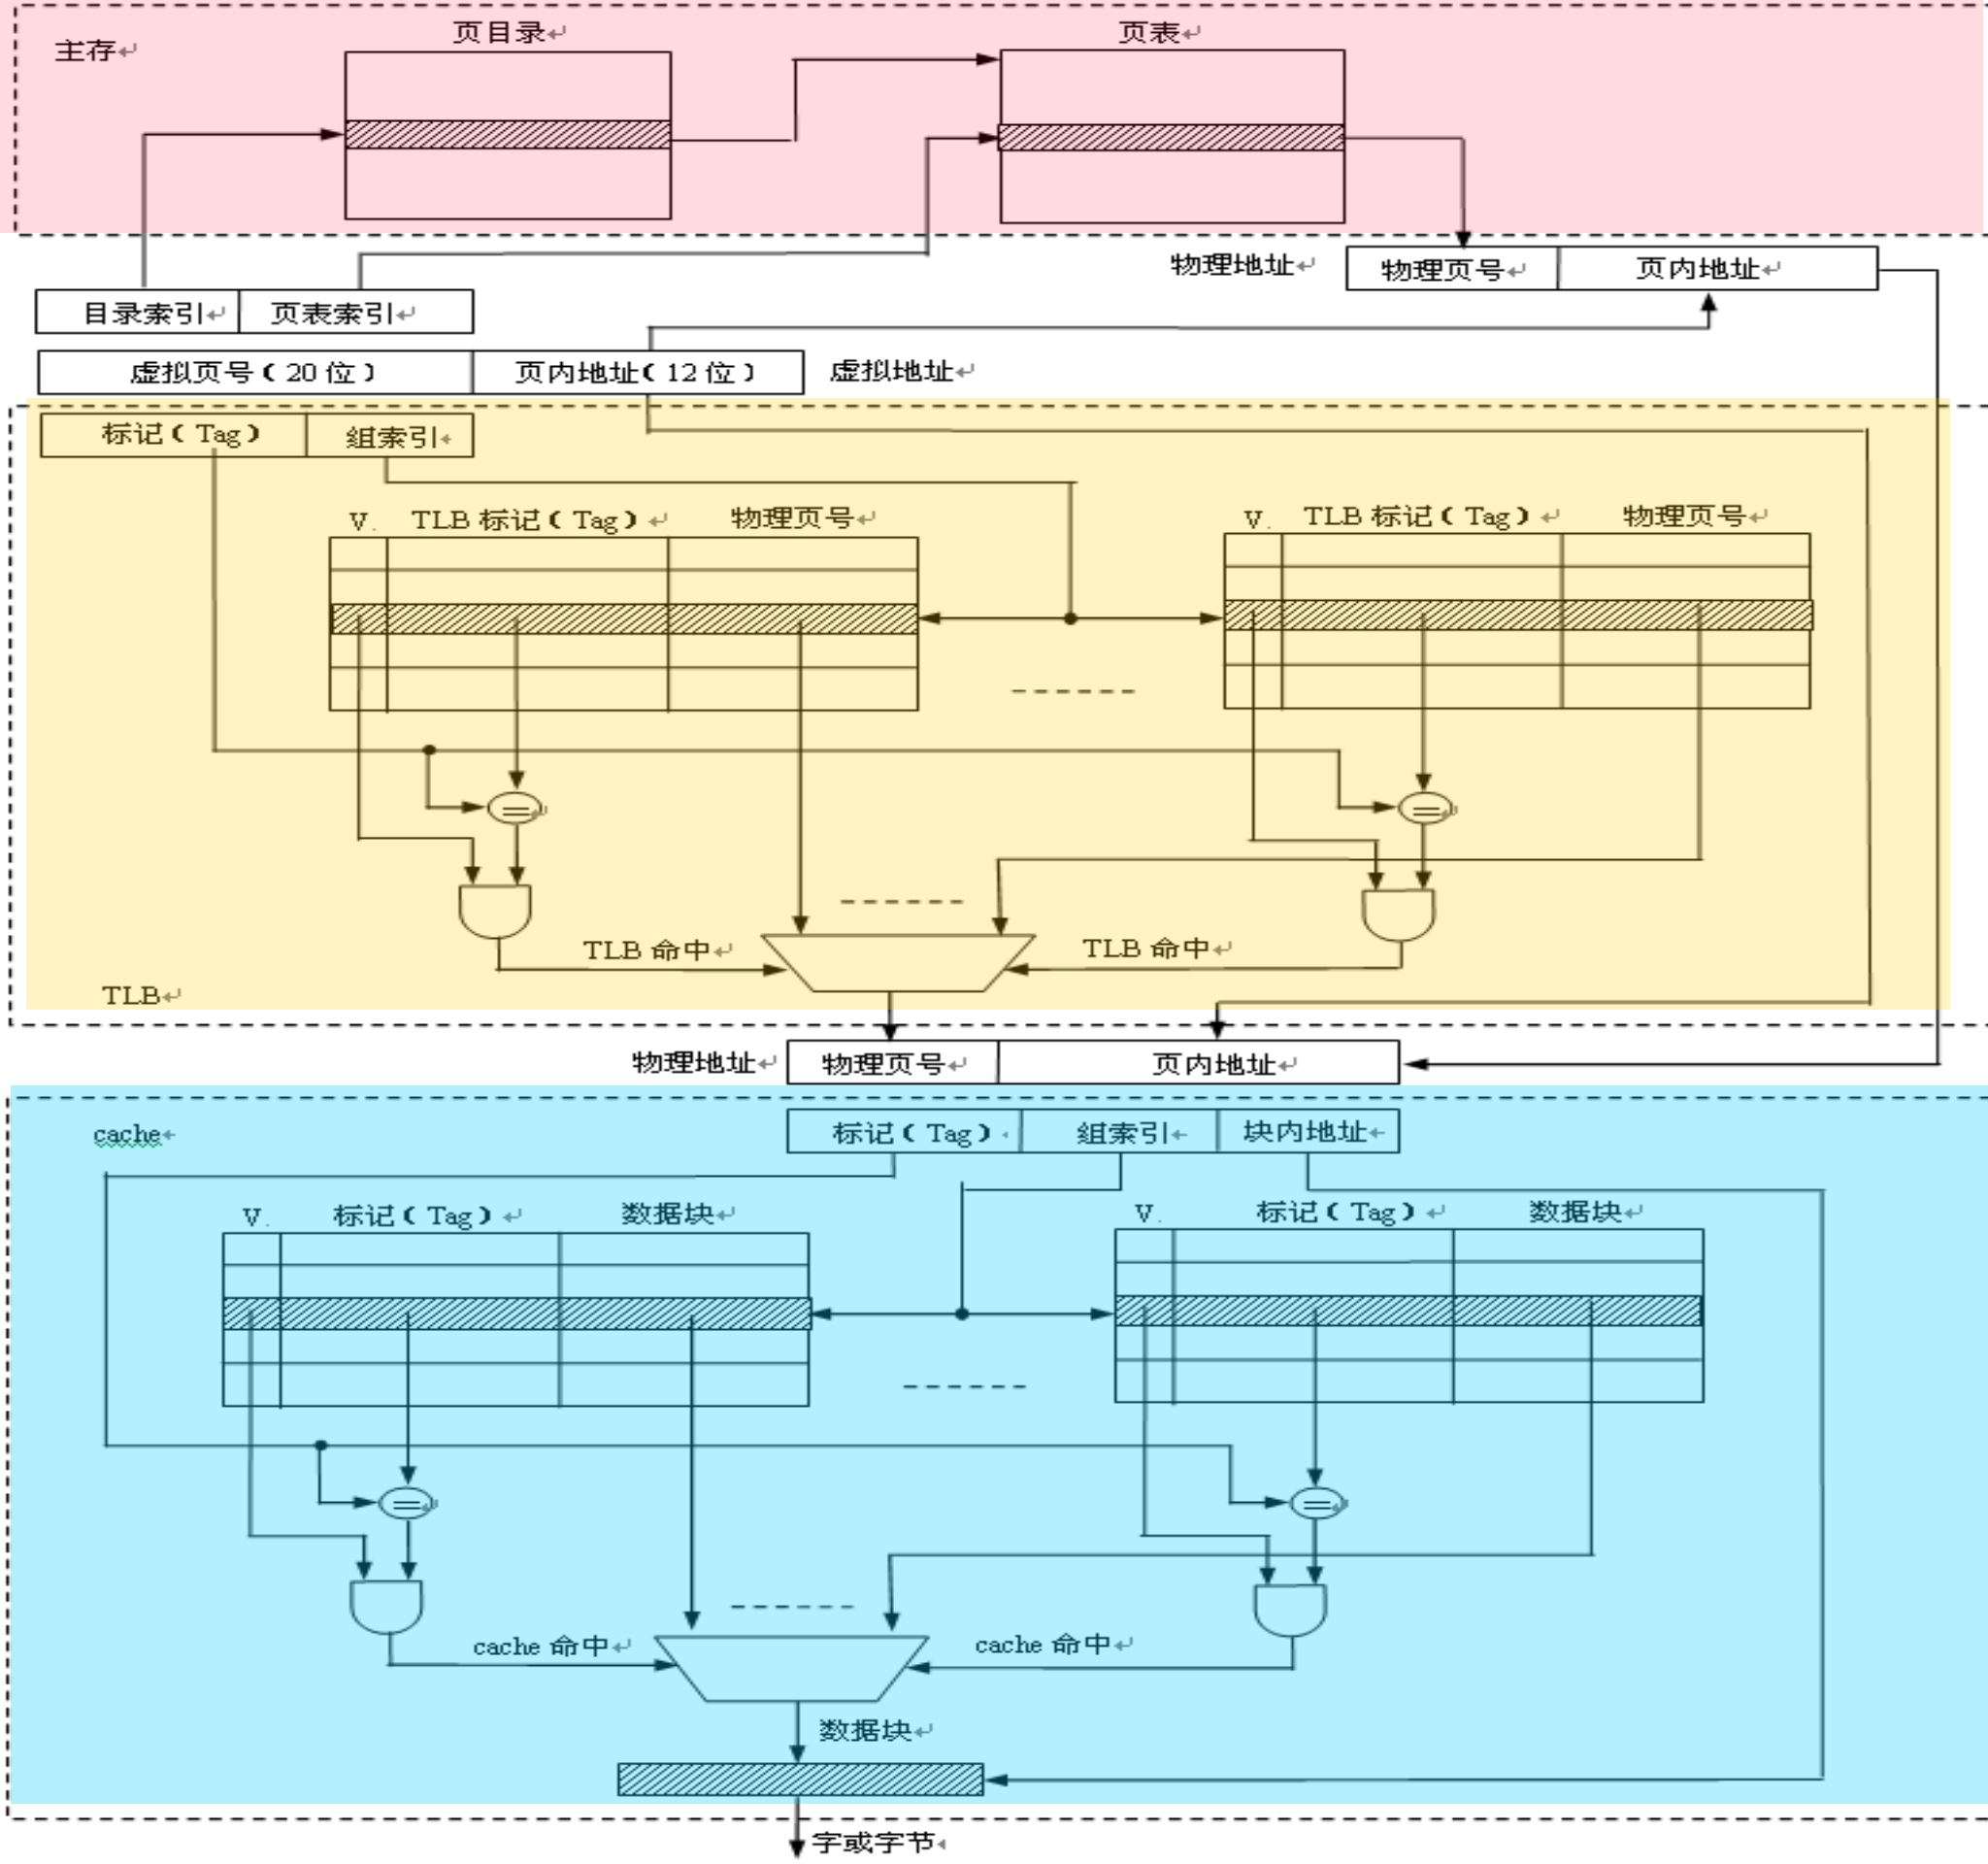 页目录
页表
主存
物理地址 物理页号 页内地址
目录索引 页表索引
虚拟页号（20 位） 页内地址（12 位） 虚拟地址
标记（Tag） 组索引
V TLB 标记（Tag） 物理页号 V TLB 标记（Tag） 物理页号
= =
TLB 命中 TLB 命中
TLB
物理地址 物理页号 页内地址
cache 标记（Tag） 组索引 块内地址
V 标记（Tag） 数据块 V 标记（Tag） 数据块
= =
cache 命中 cache 命中
数据块
字或字节